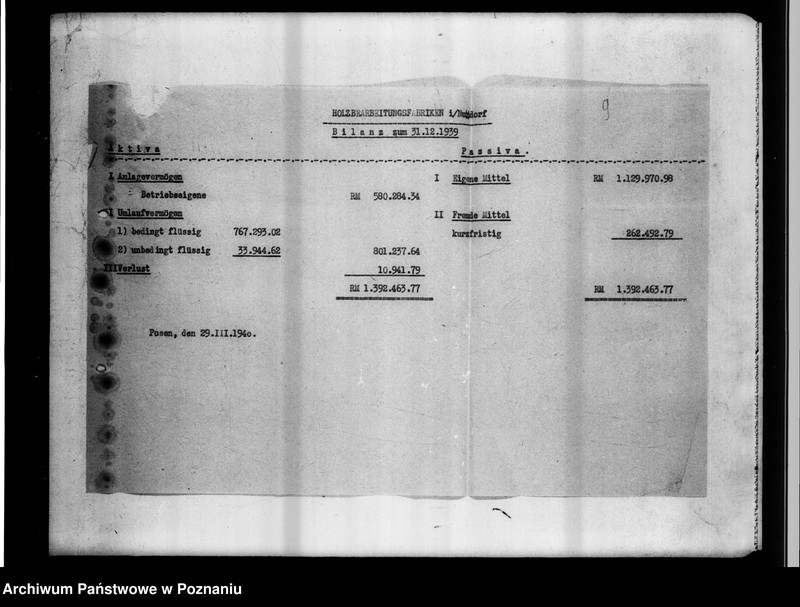 9
HOLZBEARBEITUNGSFABRIKEN i/
Bilanz zum 31.12.1939
Aktiva Passiva.
I Anlagevermögen I Eigene Mittel RM 1.129.970.98
- Betriebseigene RM 580.284.34
I Umlaufvermögen II Fremde Mittel
1) bedingt flüssig 767.293.02 kurzfristig 262.492.79
2) unbedingt flüssig 33.944.62 801.237.64
III Verlust 10.941.79
RM 1.392.463.77 RM 1.392.463.77
Posen, den 29.III.1940.
Archiwum Państwowe w Poznaniu